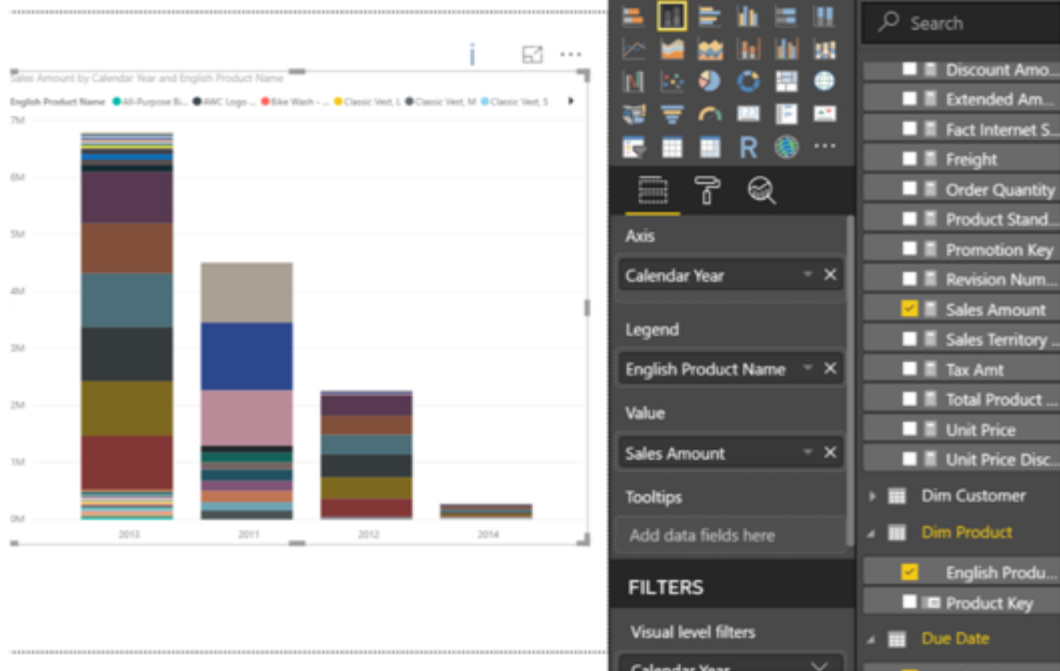 Sales Amount by Calendar Year and English Product Name
English Product Name All-Purpose Bi... AWC Logo ... Bike Wash - ... Classic Vest, L Classic Vest, M Classic Vest, S
7M
6M
5M
4M
3M
2M
1M
0M
2013 2011 2012 2014
R
Axis
Calendar Year
Legend
English Product Name
Value
Sales Amount
Tooltips
Add data fields here
FILTERS
Visual level filters
Calendar Year
Search
Discount Amo...
Extended Am...
Fact Internet S...
Freight
Order Quantity
Product Stand...
Promotion Key
Revision Num...
Sales Amount
Sales Territory ...
Tax Amt
Total Product ...
Unit Price
Unit Price Disc...
Dim Customer
Dim Product
English Produ...
Product Key
Due Date